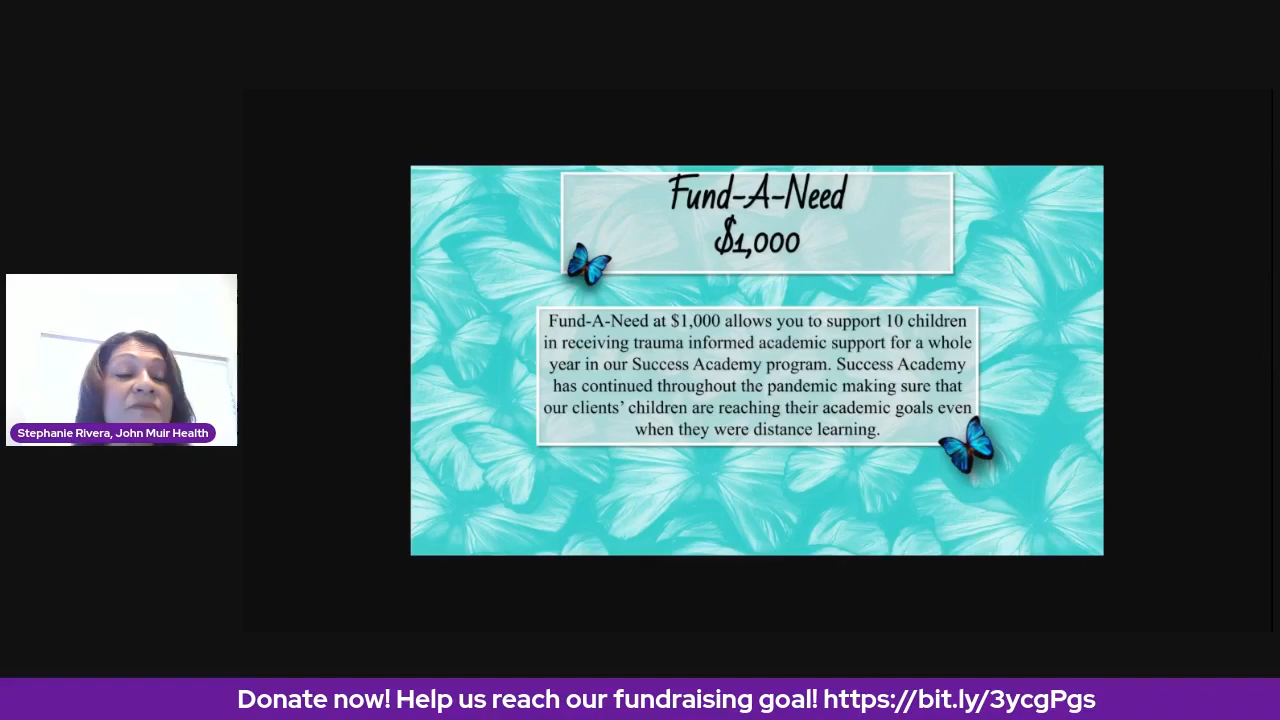 Fund-A-Need
$1,000
Fund-A-Need at $1,000 allows you to support 10 children
in receiving trauma informed academic support for a whole
year in our Success Academy program. Success Academy
has continued throughout the pandemic making sure that
our clients’ children are reaching their academic goals even
when they were distance learning.
Stephanie Rivera, John Muir Health
Donate now! Help us reach our fundraising goal! https://bit.ly/3ycgPgs